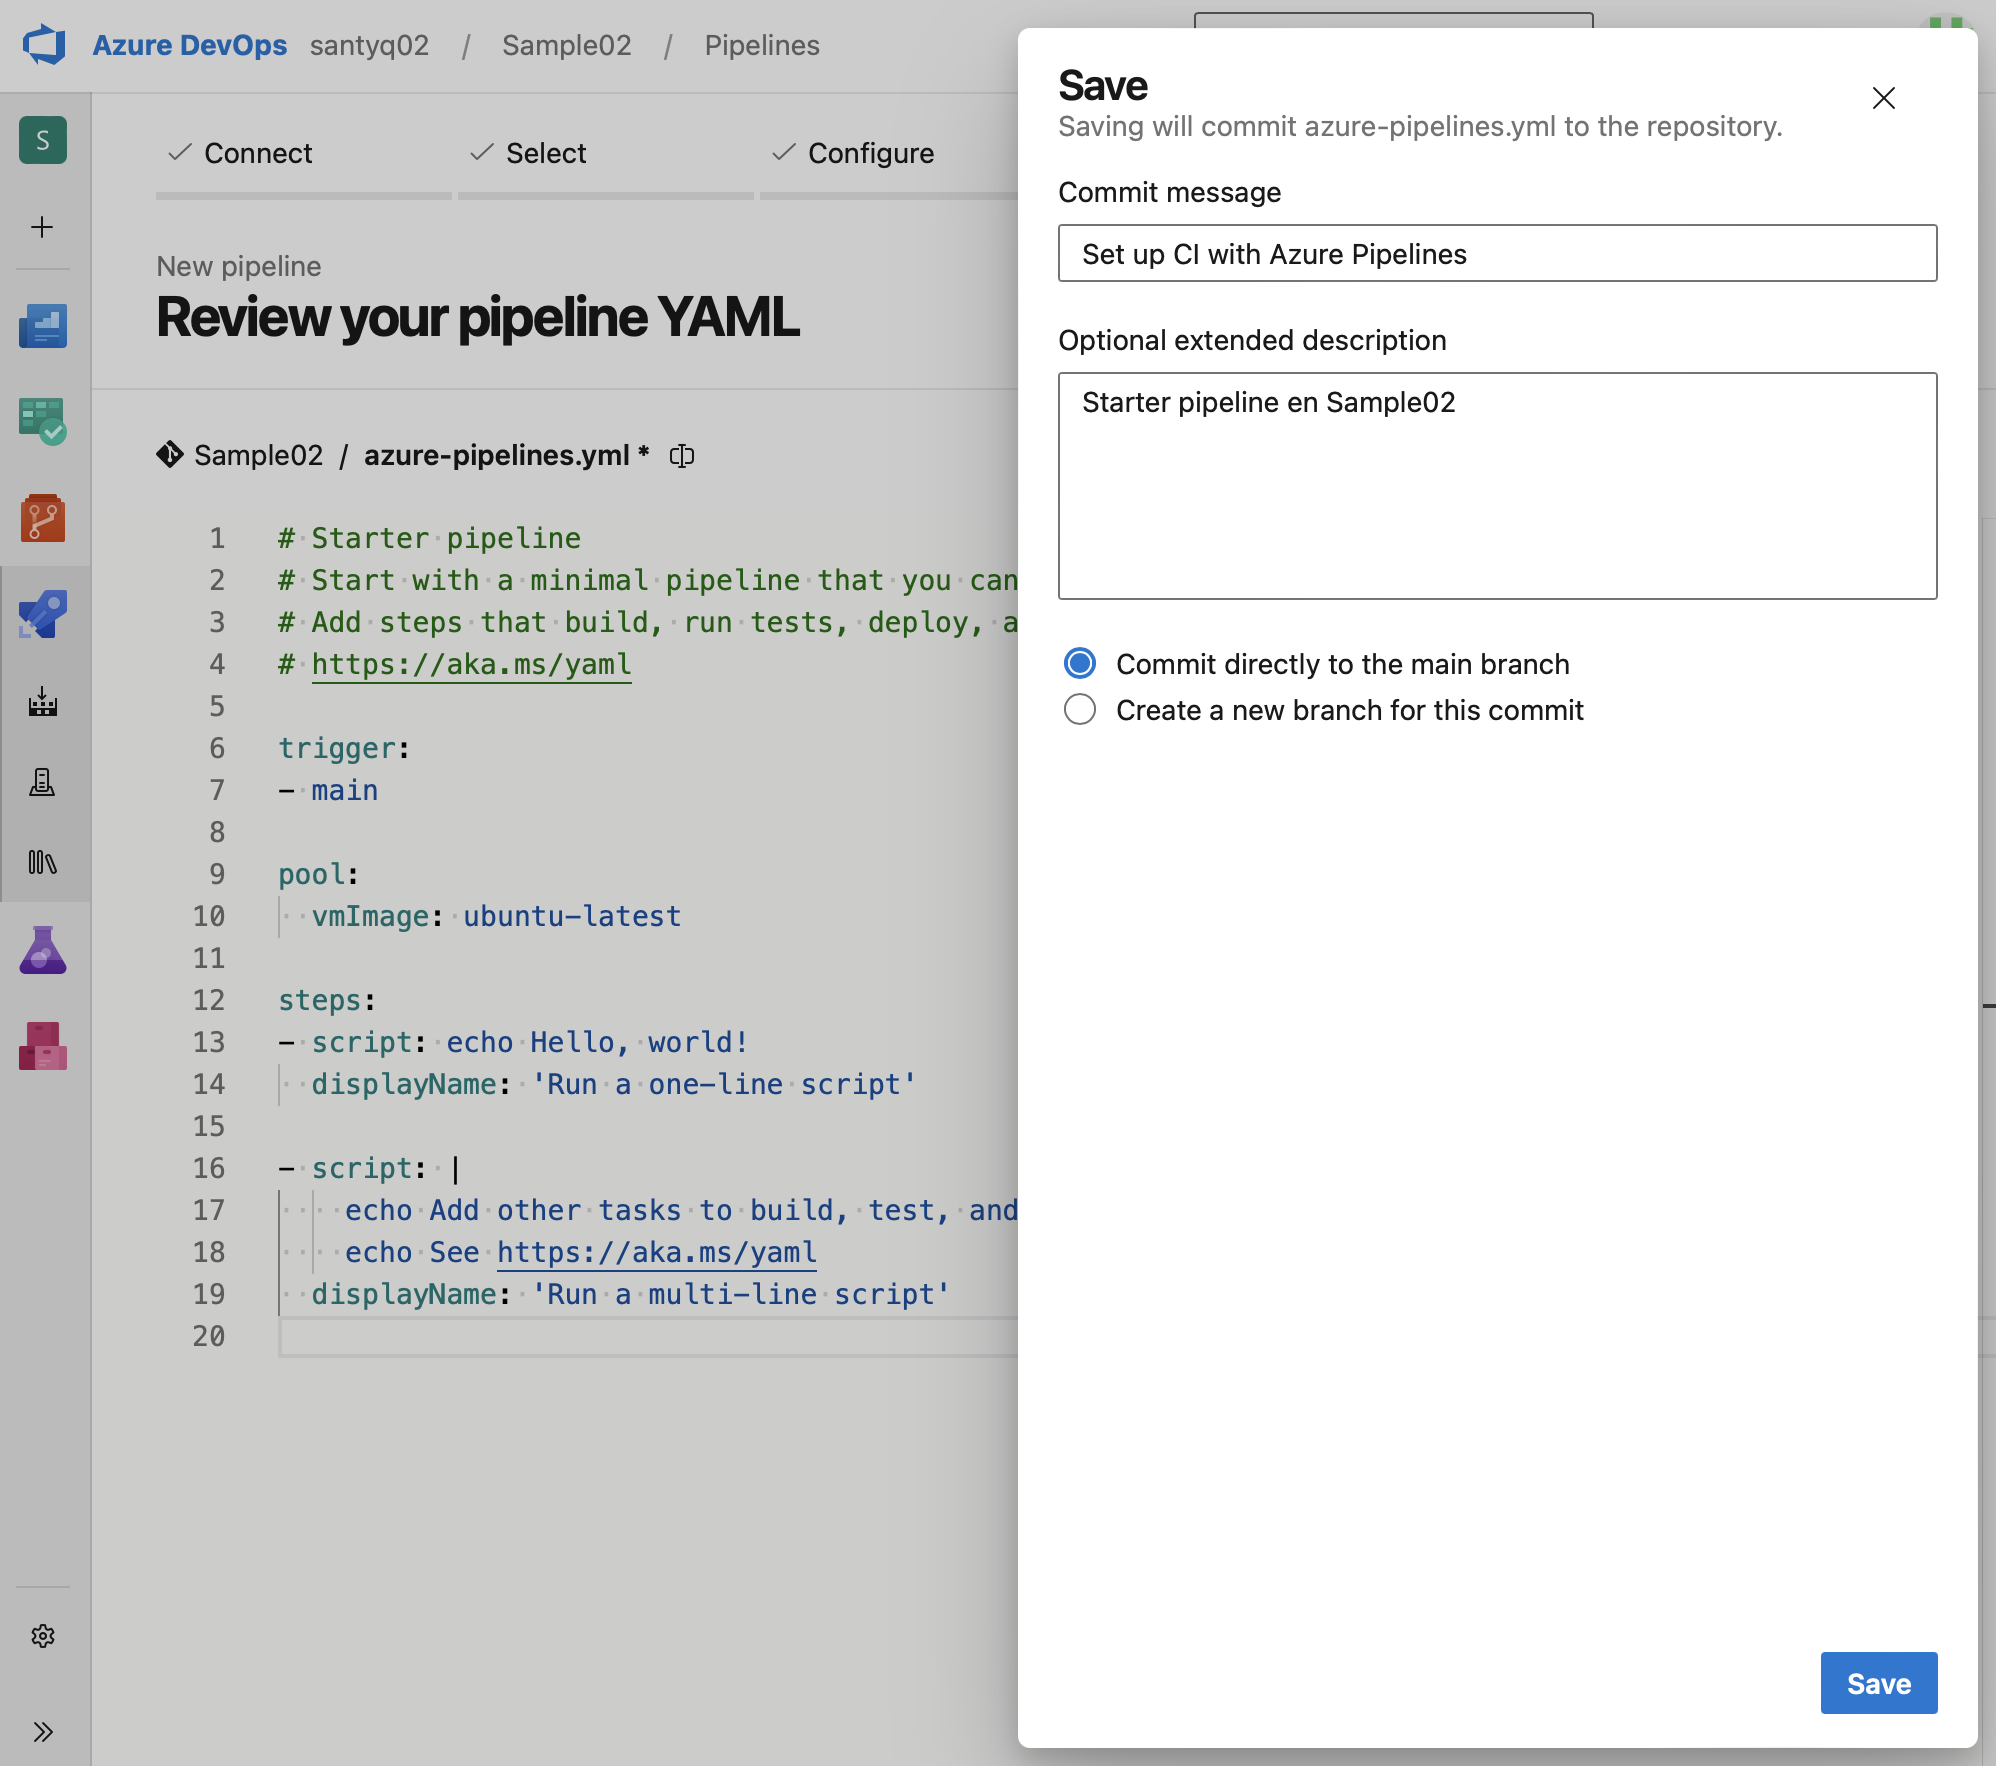 Azure DevOps santyq02 / Sample02 / Pipelines
S
Connect
Select
Configure
New pipeline
Review your pipeline YAML
Sample02 / azure-pipelines.yml *
1 # Starter pipeline
2 # Start with a minimal pipeline that you can
3 # Add steps that build, run tests, deploy, a
4 # https://aka.ms/yaml
5
6 trigger:
7 - main
8
9 pool:
10 vmImage: ubuntu-latest
11
12 steps:
13 - script: echo Hello, world!
14 displayName: 'Run a one-line script'
15
16 - script: |
17 echo Add other tasks to build, test, and
18 echo See https://aka.ms/yaml
19 displayName: 'Run a multi-line script'
20
Save
Saving will commit azure-pipelines.yml to the repository.
Commit message
Set up CI with Azure Pipelines
Optional extended description
Starter pipeline en Sample02
Commit directly to the main branch
Create a new branch for this commit
Save